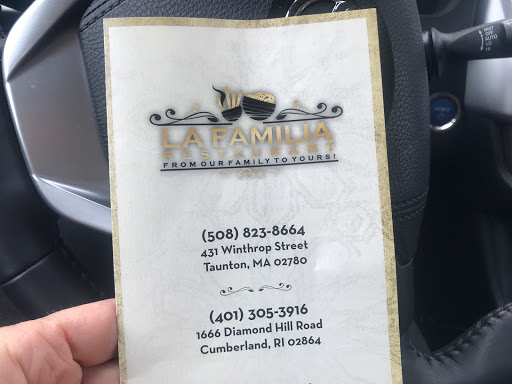 LA FAMILIA
RESTAURANT
FROM OUR FAMILY TO YOURS!
(508) 823-8664
431 Winthrop Street
Taunton, MA 02780
(401) 305-3916
1666 Diamond Hill Road
Cumberland, RI 02864